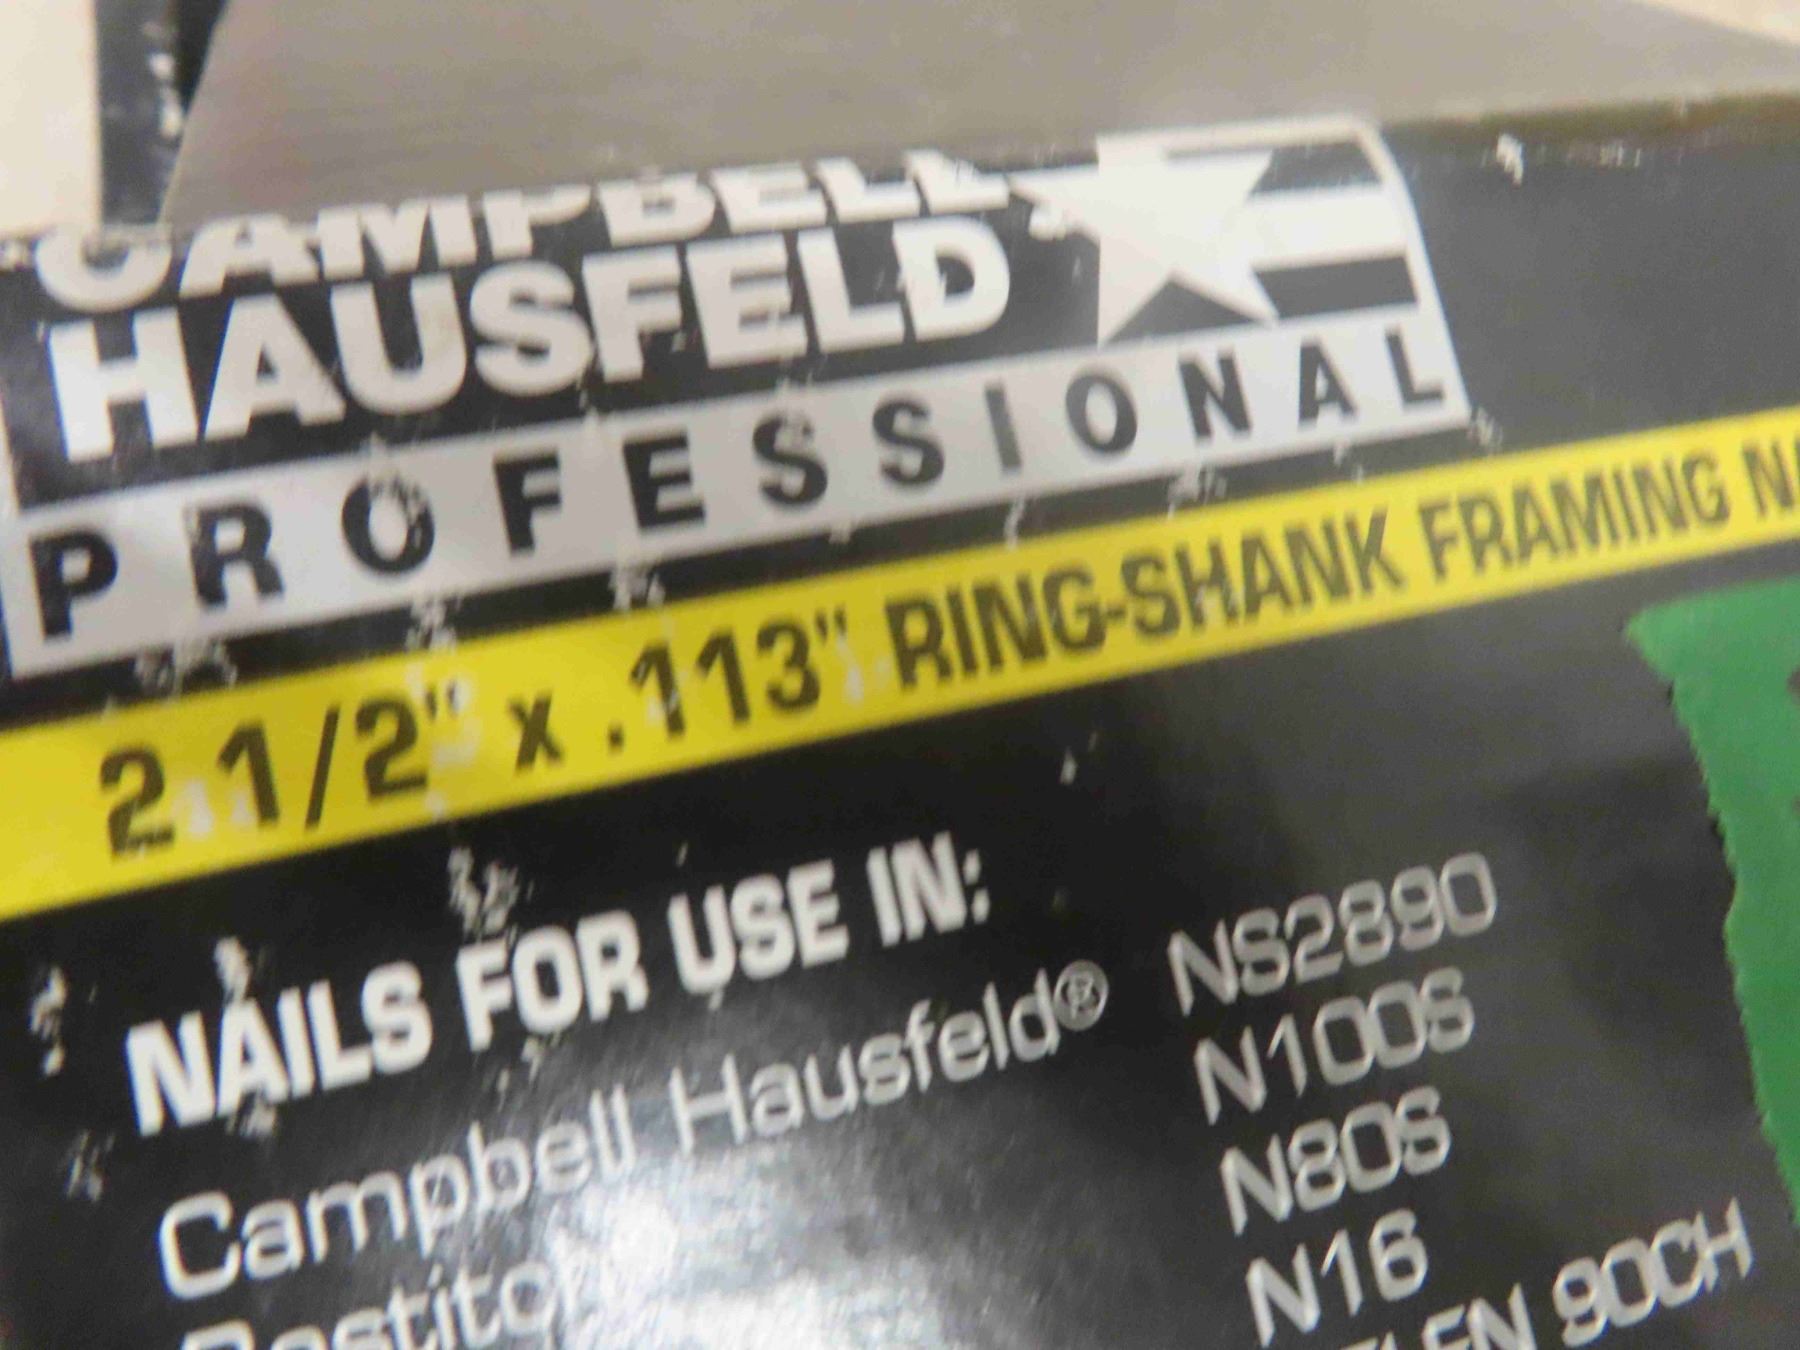 CAMPBELL
HAUSFELD
PROFESSIONAL
2 1/2" x .113" RING-SHANK FRAMING
NAILS FOR USE IN:
Campbell Hausfeld® NS2890
N100S
N80S
N16
90CH